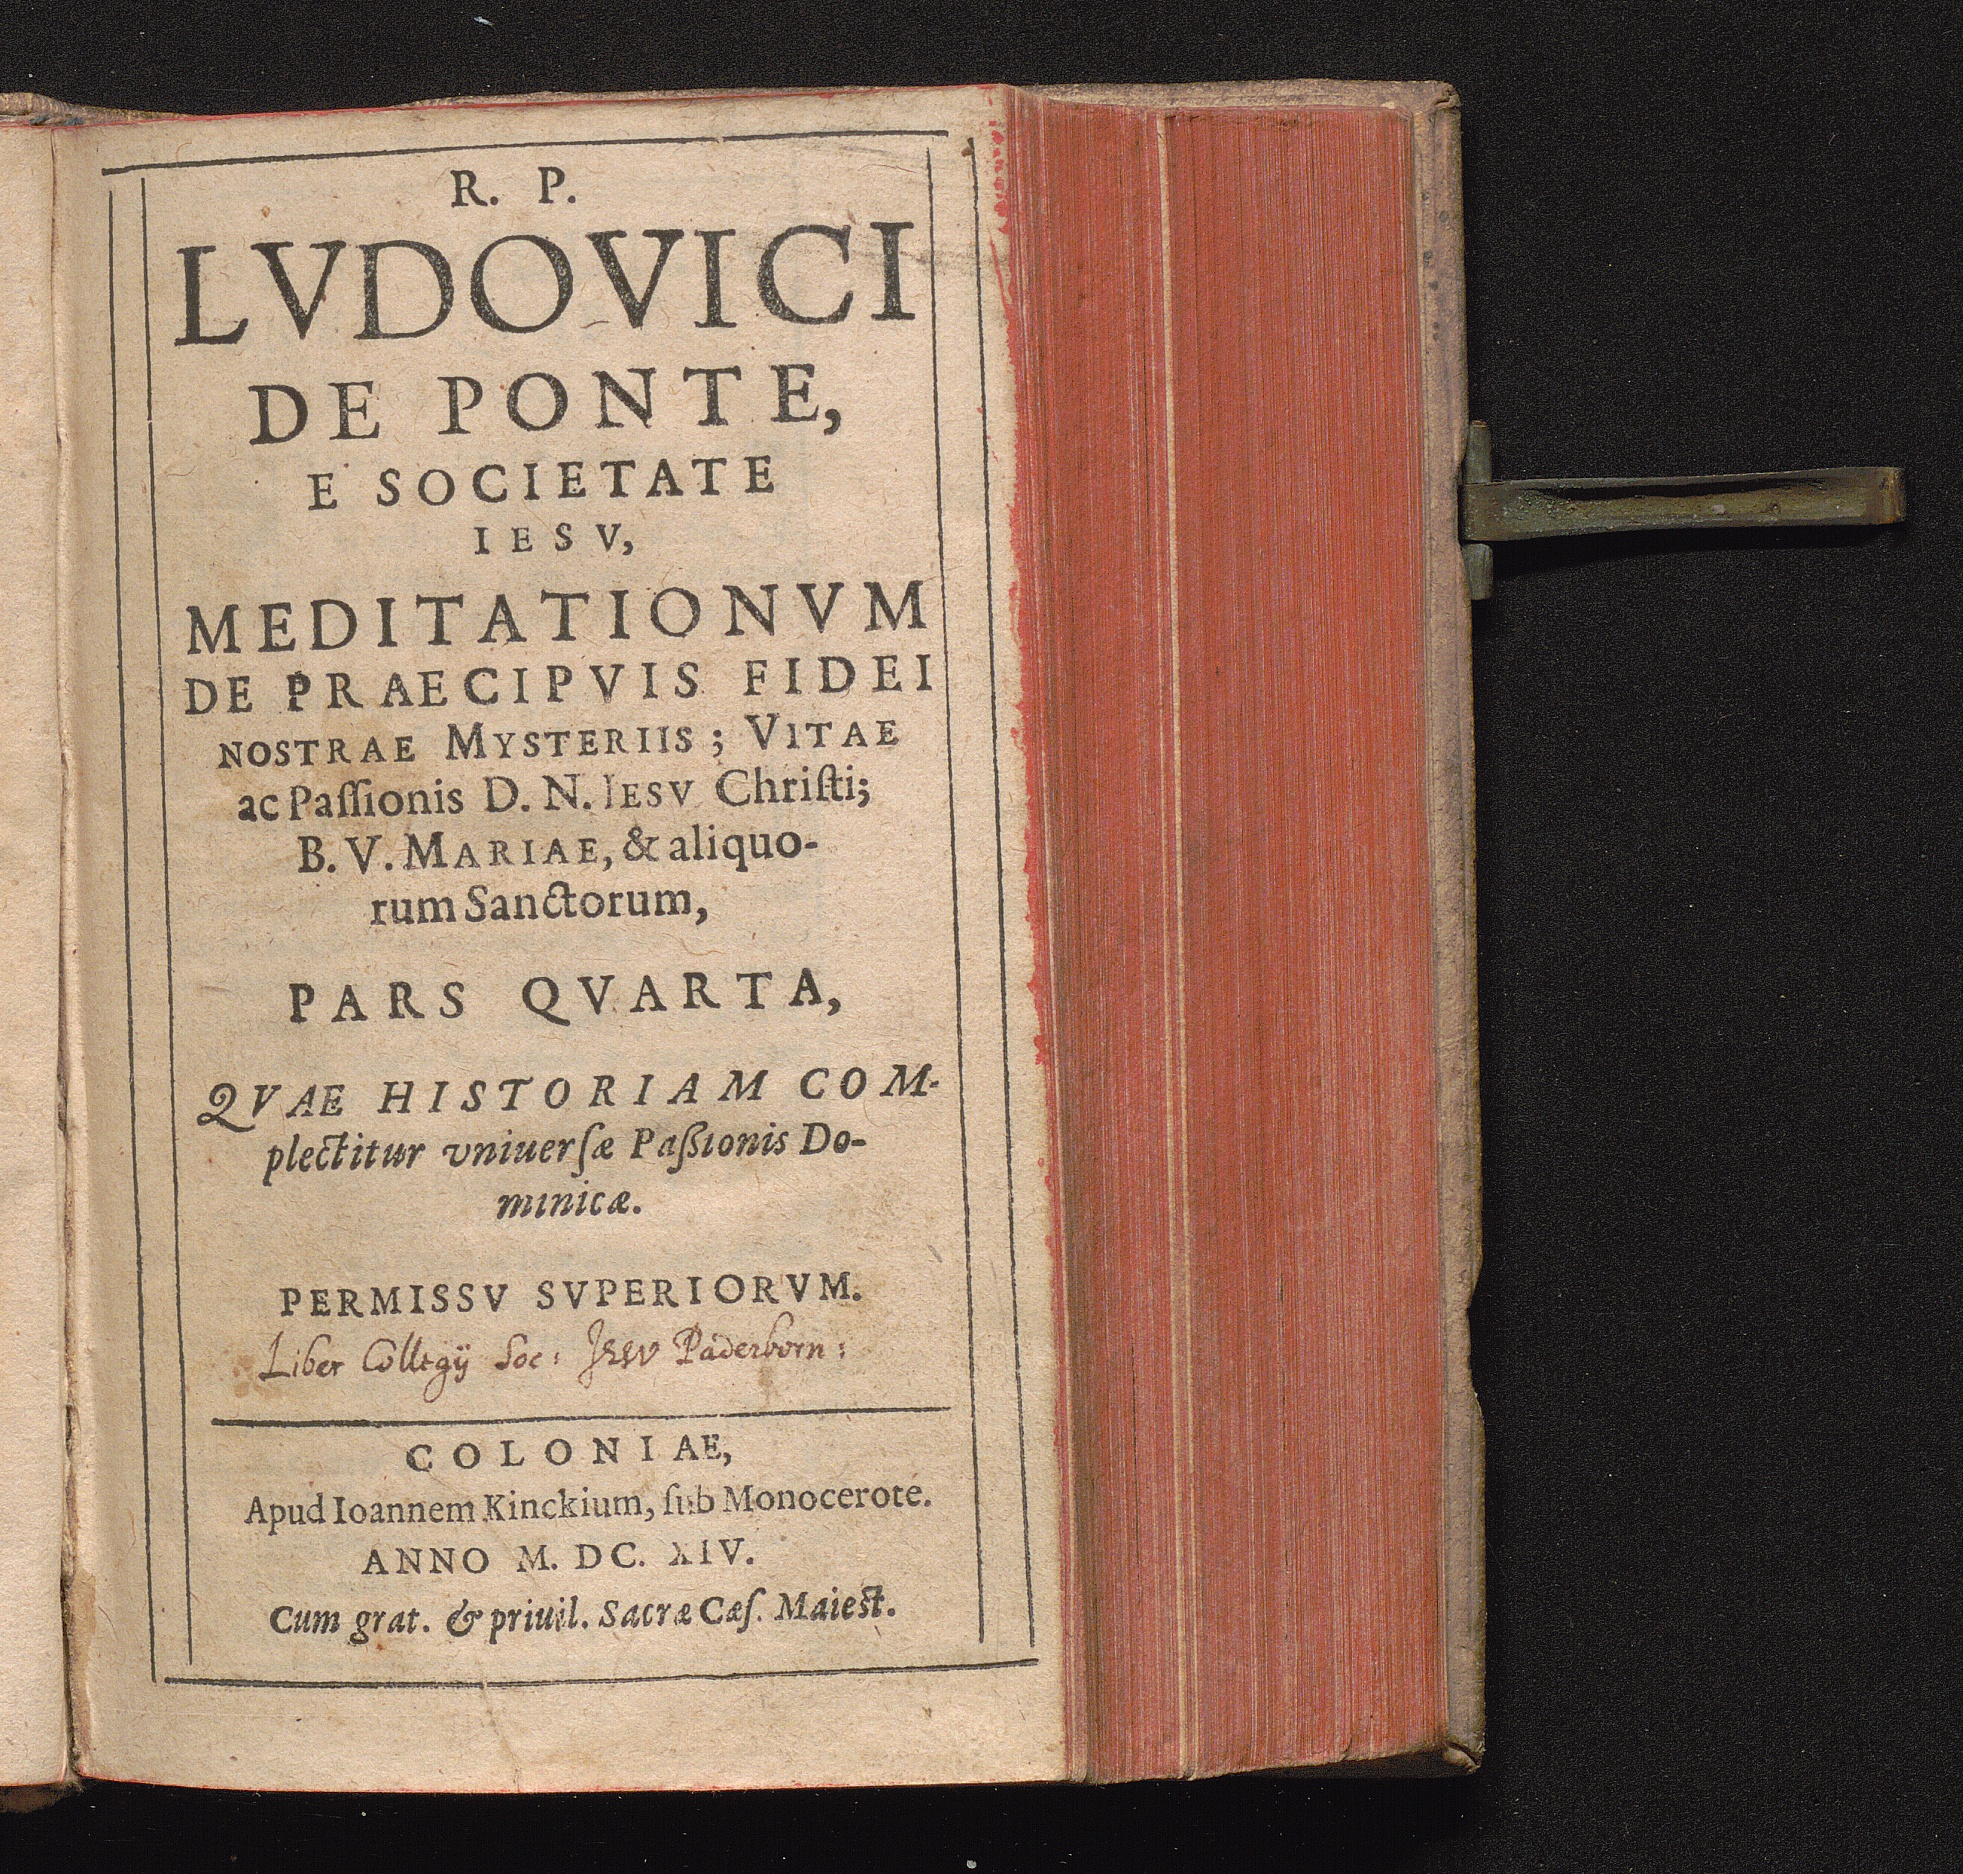 R. P.
LVDOVICI
DE PONTE,
E SOCIETATE
IESV,
MEDITATIONVM
DE PRAECIPVIS FIDEI
NOSTRAE MYSTERIIS; VITAE
ac Paſſionis D. N. IESV Chriſti;
B. V. MARIAE, & aliquo-
rum Sanctorum,
PARS QVARTA,
QVAE HISTORIAM COM-
plectitur vniuerſæ Paßionis Do-
minicæ.
PERMISSV SVPERIORVM.
Liber Collegij Soc: Jesv Paderborn:
COLONIAE,
Apud Ioannem Kinckium, ſub Monocerote.
ANNO M. DC. XIV.
Cum grat. & priuil. Sacræ Cæſ. Maiest.